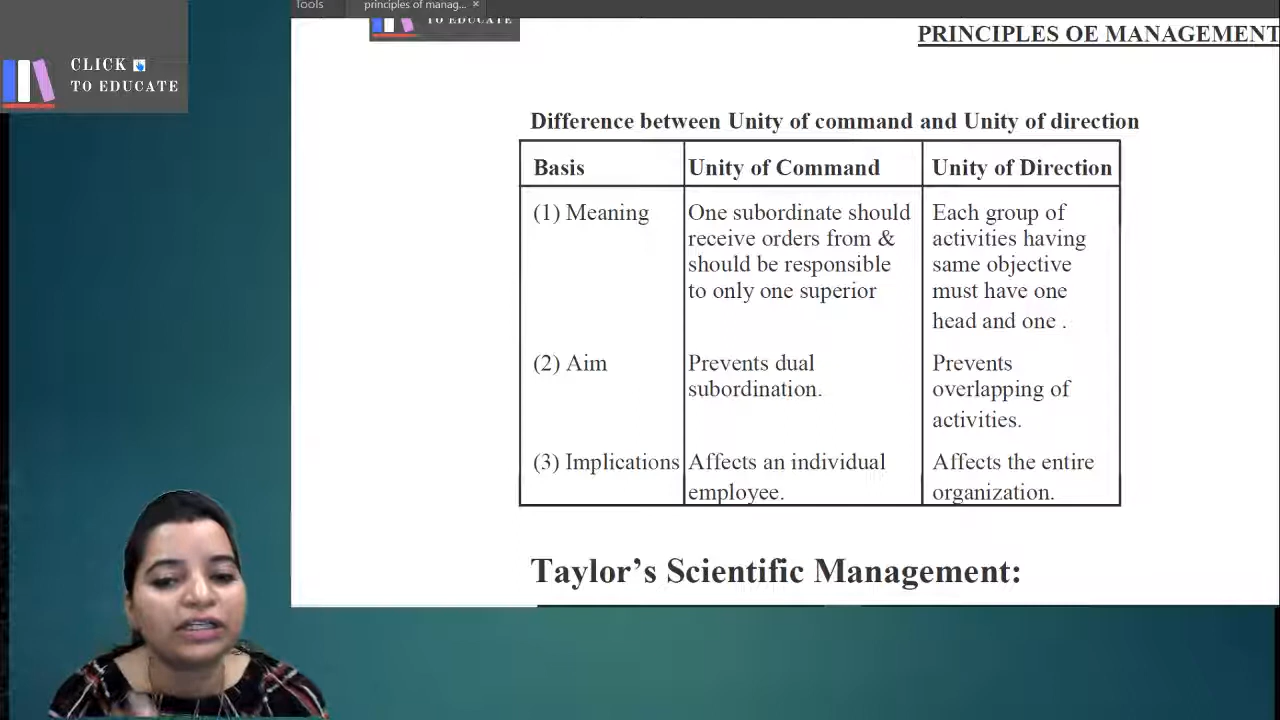 Tools
principles of manag... ×
TO EDUCATE
CLICK
TO EDUCATE
PRINCIPLES OE MANAGEMENT
Difference between Unity of command and Unity of direction
Basis Unity of Command Unity of Direction
(1) Meaning One subordinate should Each group of
receive orders from & activities having
should be responsible same objective
to only one superior must have one
head and one .
(2) Aim Prevents dual Prevents
subordination. overlapping of
activities.
(3) Implications Affects an individual Affects the entire
employee. organization.
Taylor’s Scientific Management: